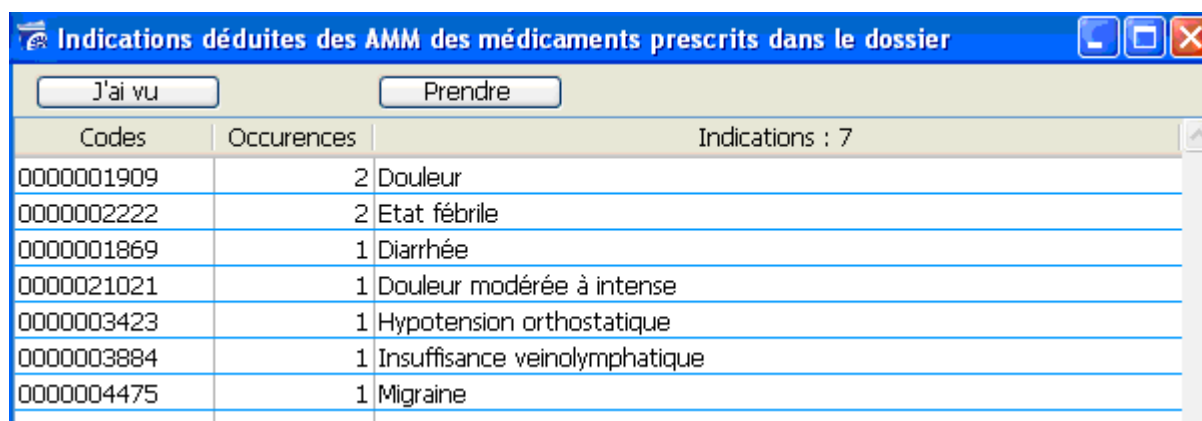 Indications déduites des AMM des médicaments prescrits dans le dossier
J'ai vu Prendre
Codes Occurences Indications : 7
0000001909 2 Douleur
0000002222 2 Etat fébrile
0000001869 1 Diarrhée
0000021021 1 Douleur modérée à intense
0000003423 1 Hypotension orthostatique
0000003884 1 Insuffisance veinolymphatique
0000004475 1 Migraine